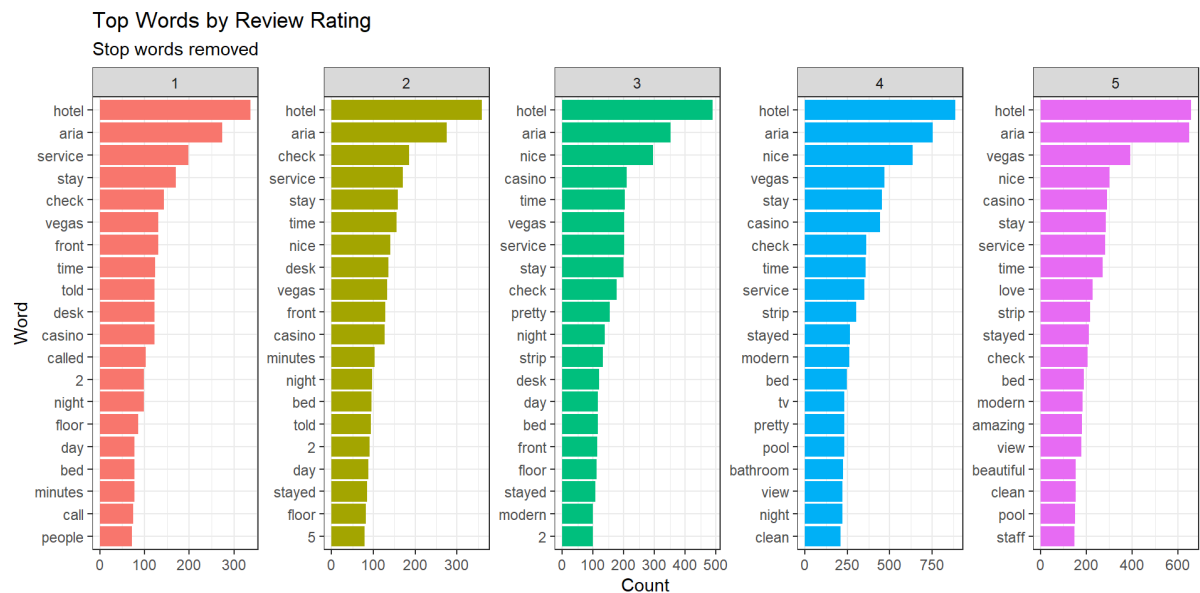 Top Words by Review Rating
Stop words removed
Word
1
hotel
aria
service
stay
check
vegas
front
time
told
desk
casino
called
2
night
floor
day
bed
minutes
call
people
0 100 200 300
2
hotel
aria
check
service
stay
time
nice
desk
vegas
front
casino
minutes
night
bed
told
2
day
stayed
floor
5
0 100 200 300
3
hotel
aria
nice
casino
time
vegas
service
stay
check
pretty
night
strip
desk
day
bed
front
floor
stayed
modern
2
0 100 200 300 400 500
4
hotel
aria
nice
vegas
stay
casino
check
time
service
strip
stayed
modern
bed
tv
pretty
pool
bathroom
view
night
clean
0 250 500 750
5
hotel
aria
vegas
nice
casino
stay
service
time
love
strip
stayed
check
bed
modern
amazing
view
beautiful
clean
pool
staff
0 200 400 600
Count